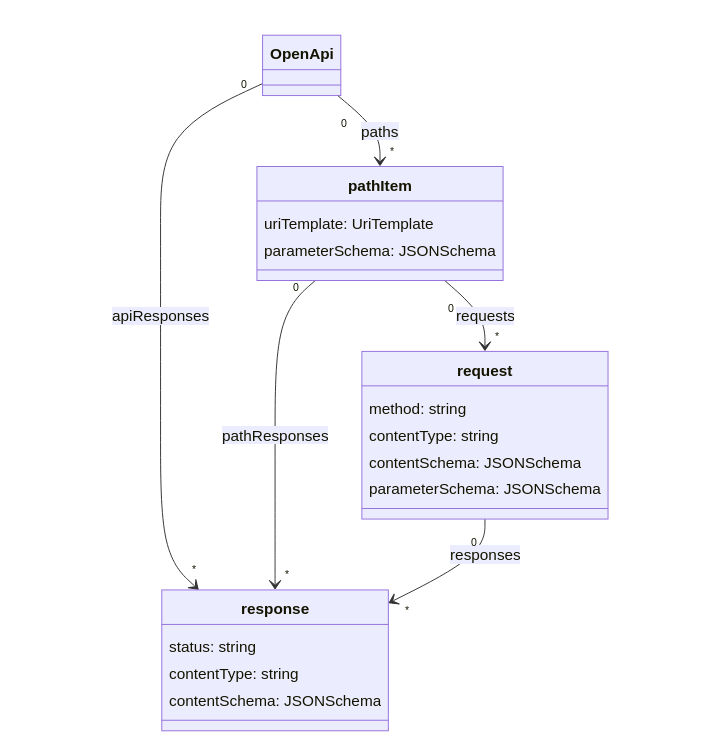 OpenApi
0
0
paths
*
pathItem
uriTemplate: UriTemplate
parameterSchema: JSONSchema
0
0
apiResponses
requests
*
request
method: string
contentType: string
contentSchema: JSONSchema
parameterSchema: JSONSchema
pathResponses
0
responses
*
*
*
response
status: string
contentType: string
contentSchema: JSONSchema